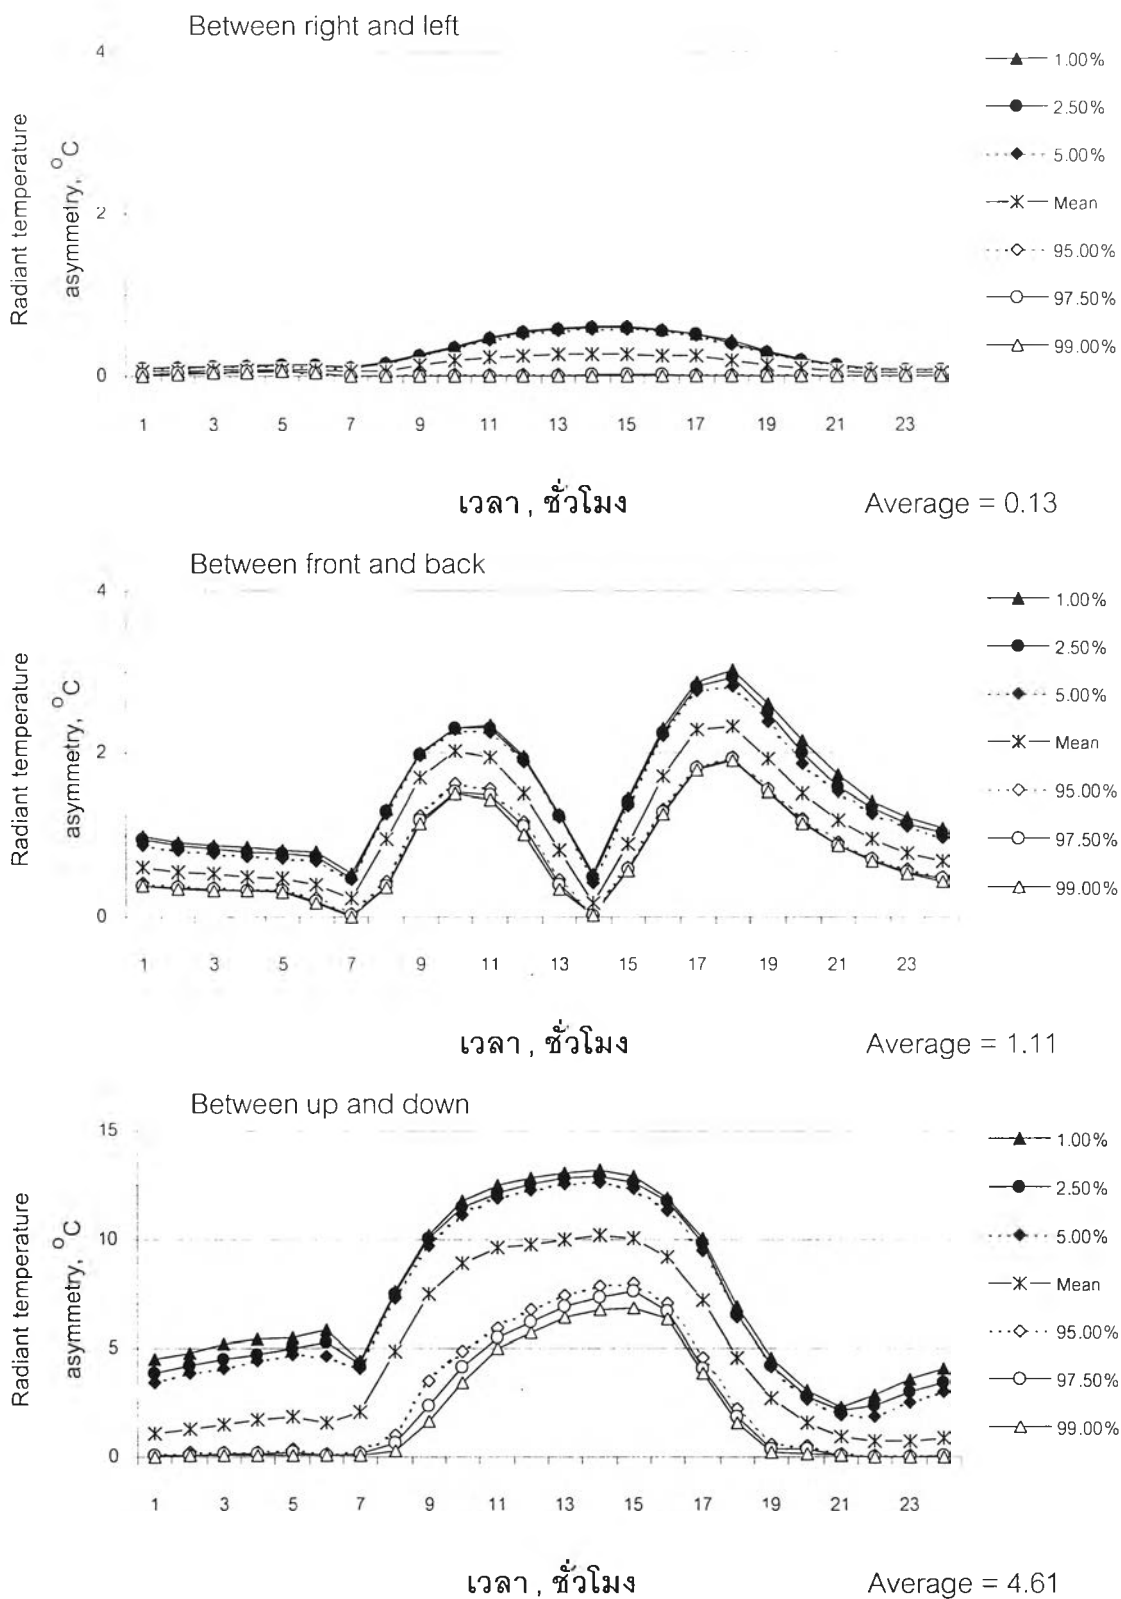 Between right and left
4
2
0
Radiant temperature
asymmetry, °C
1 3 5 7 9 11 13 15 17 19 21 23
1.00%
2.50%
5.00%
Mean
95.00%
97.50%
99.00%
เวลา , ชั่วโมง
Average = 0.13
Between front and back
4
2
0
Radiant temperature
asymmetry, °C
1 3 5 7 9 11 13 15 17 19 21 23
1.00%
2.50%
5.00%
Mean
95.00%
97.50%
99.00%
เวลา , ชั่วโมง
Average = 1.11
Between up and down
15
10
5
0
Radiant temperature
asymmetry, °C
1 3 5 7 9 11 13 15 17 19 21 23
1.00%
2.50%
5.00%
Mean
95.00%
97.50%
99.00%
เวลา , ชั่วโมง
Average = 4.61